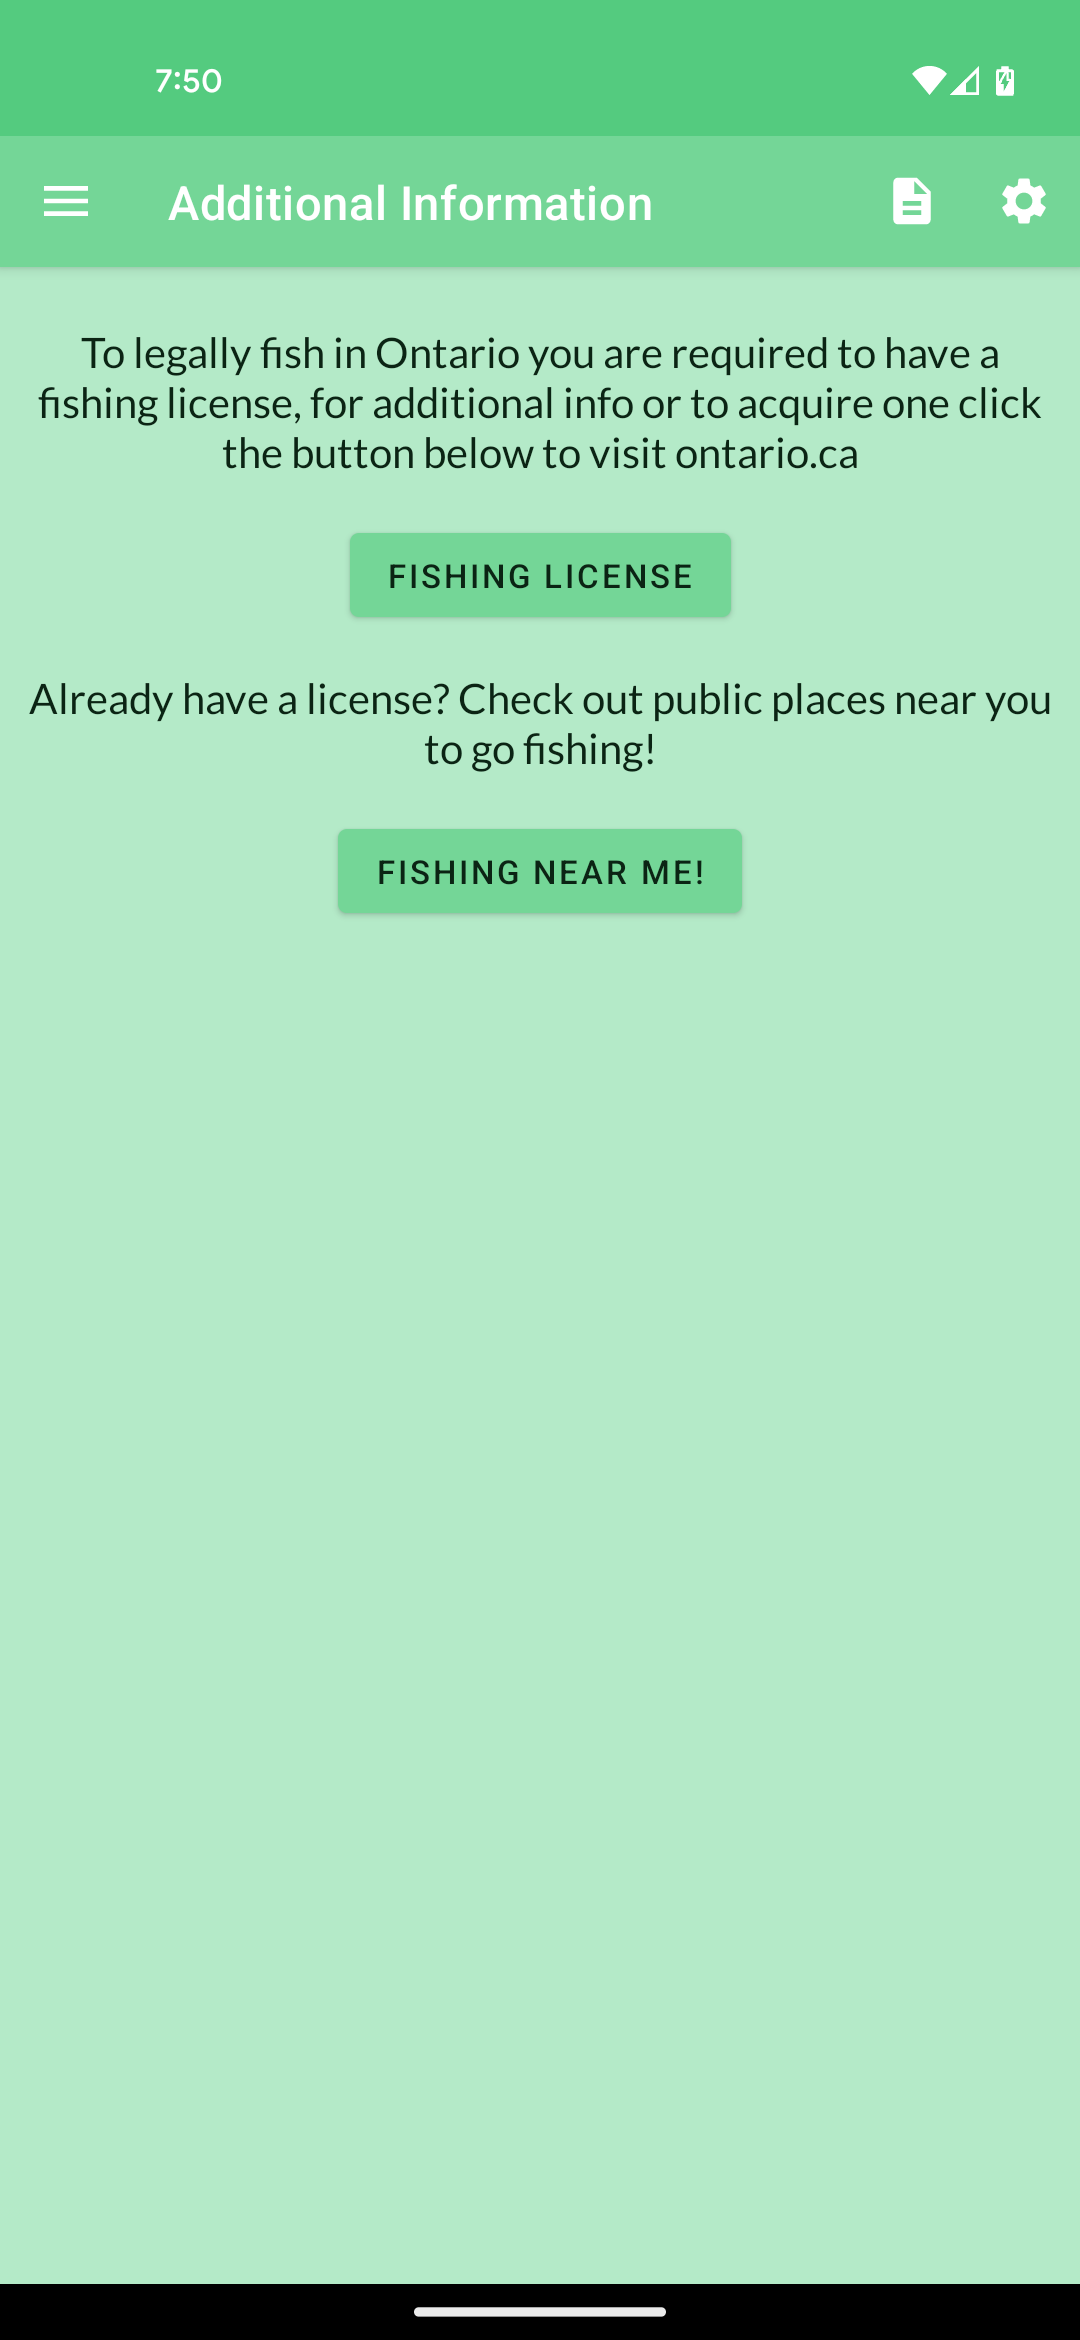 7:50
Additional Information
To legally fish in Ontario you are required to have a
fishing license, for additional info or to acquire one click
the button below to visit ontario.ca
FISHING LICENSE
Already have a license? Check out public places near you
to go fishing!
FISHING NEAR ME!